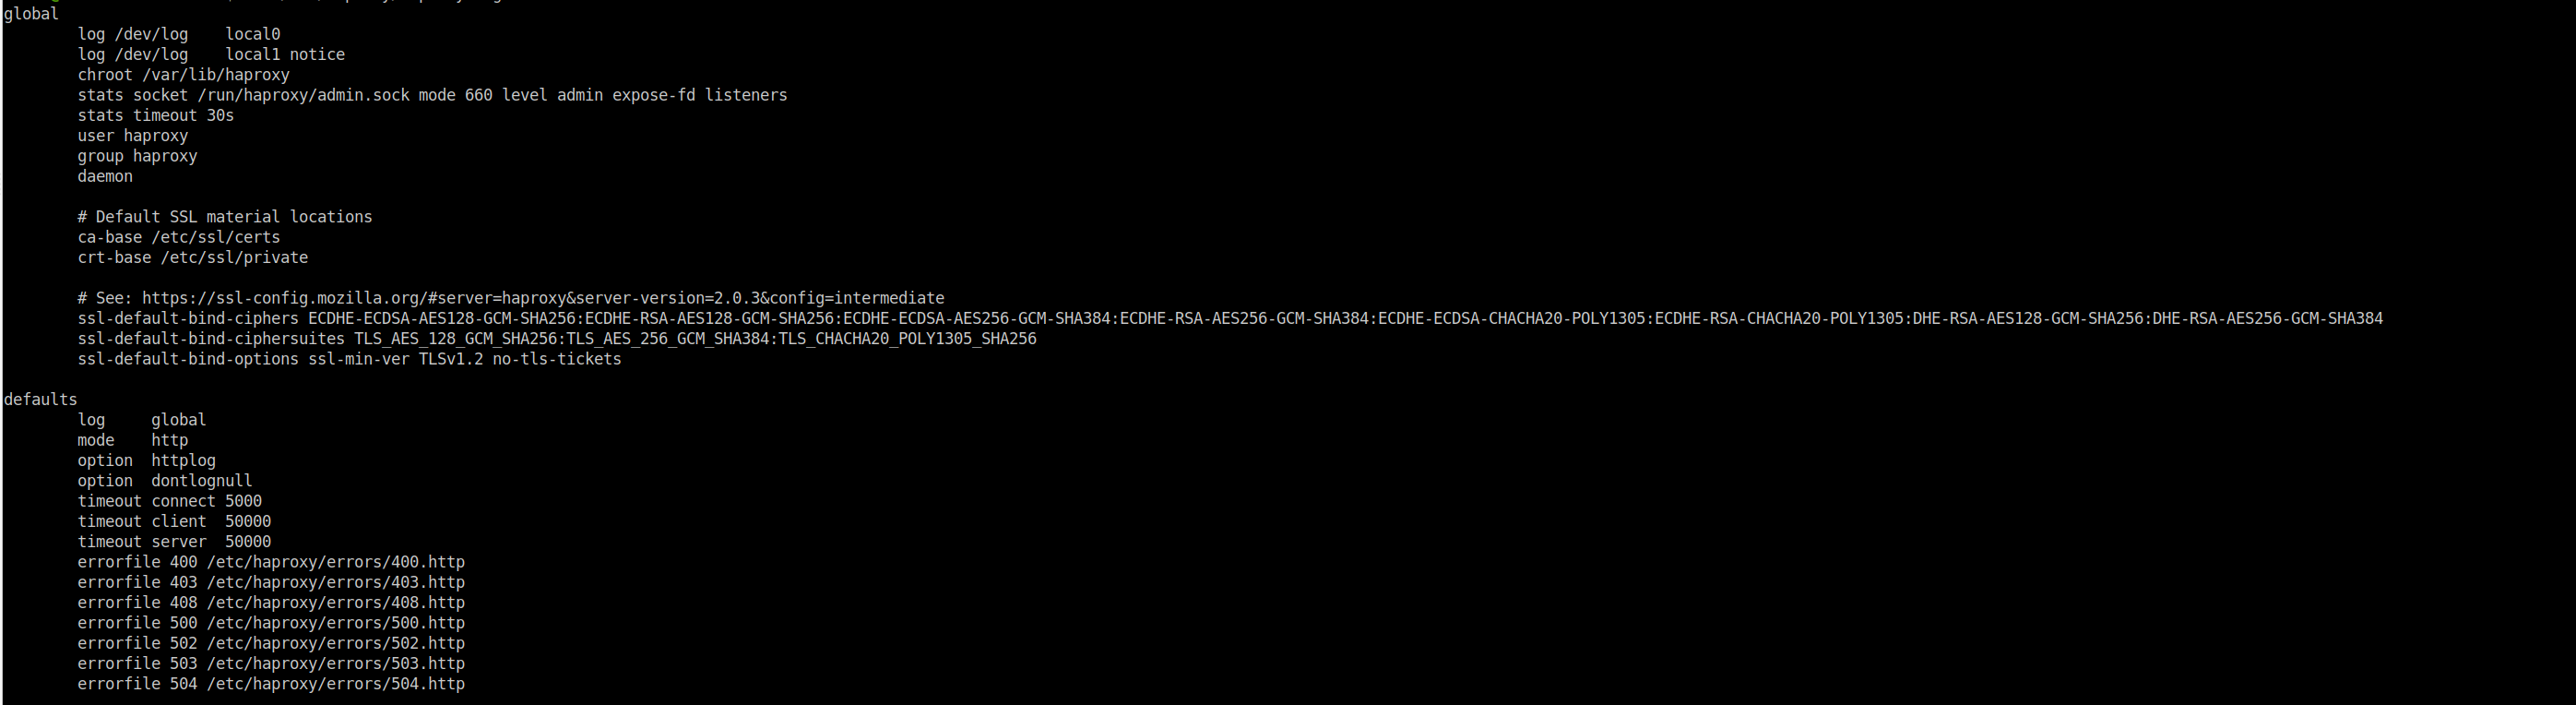 global
        log /dev/log    local0
        log /dev/log    local1 notice
        chroot /var/lib/haproxy
        stats socket /run/haproxy/admin.sock mode 660 level admin expose-fd listeners
        stats timeout 30s
        user haproxy
        group haproxy
        daemon

        # Default SSL material locations
        ca-base /etc/ssl/certs
        crt-base /etc/ssl/private

        # See: https://ssl-config.mozilla.org/#server=haproxy&server-version=2.0.3&config=intermediate
        ssl-default-bind-ciphers ECDHE-ECDSA-AES128-GCM-SHA256:ECDHE-RSA-AES128-GCM-SHA256:ECDHE-ECDSA-AES256-GCM-SHA384:ECDHE-RSA-AES256-GCM-SHA384:ECDHE-ECDSA-CHACHA20-POLY1305:ECDHE-RSA-CHACHA20-POLY1305:DHE-RSA-AES128-GCM-SHA256:DHE-RSA-AES256-GCM-SHA384
        ssl-default-bind-ciphersuites TLS_AES_128_GCM_SHA256:TLS_AES_256_GCM_SHA384:TLS_CHACHA20_POLY1305_SHA256
        ssl-default-bind-options ssl-min-ver TLSv1.2 no-tls-tickets

defaults
        log     global
        mode    http
        option  httplog
        option  dontlognull
        timeout connect 5000
        timeout client  50000
        timeout server  50000
        errorfile 400 /etc/haproxy/errors/400.http
        errorfile 403 /etc/haproxy/errors/403.http
        errorfile 408 /etc/haproxy/errors/408.http
        errorfile 500 /etc/haproxy/errors/500.http
        errorfile 502 /etc/haproxy/errors/502.http
        errorfile 503 /etc/haproxy/errors/503.http
        errorfile 504 /etc/haproxy/errors/504.http